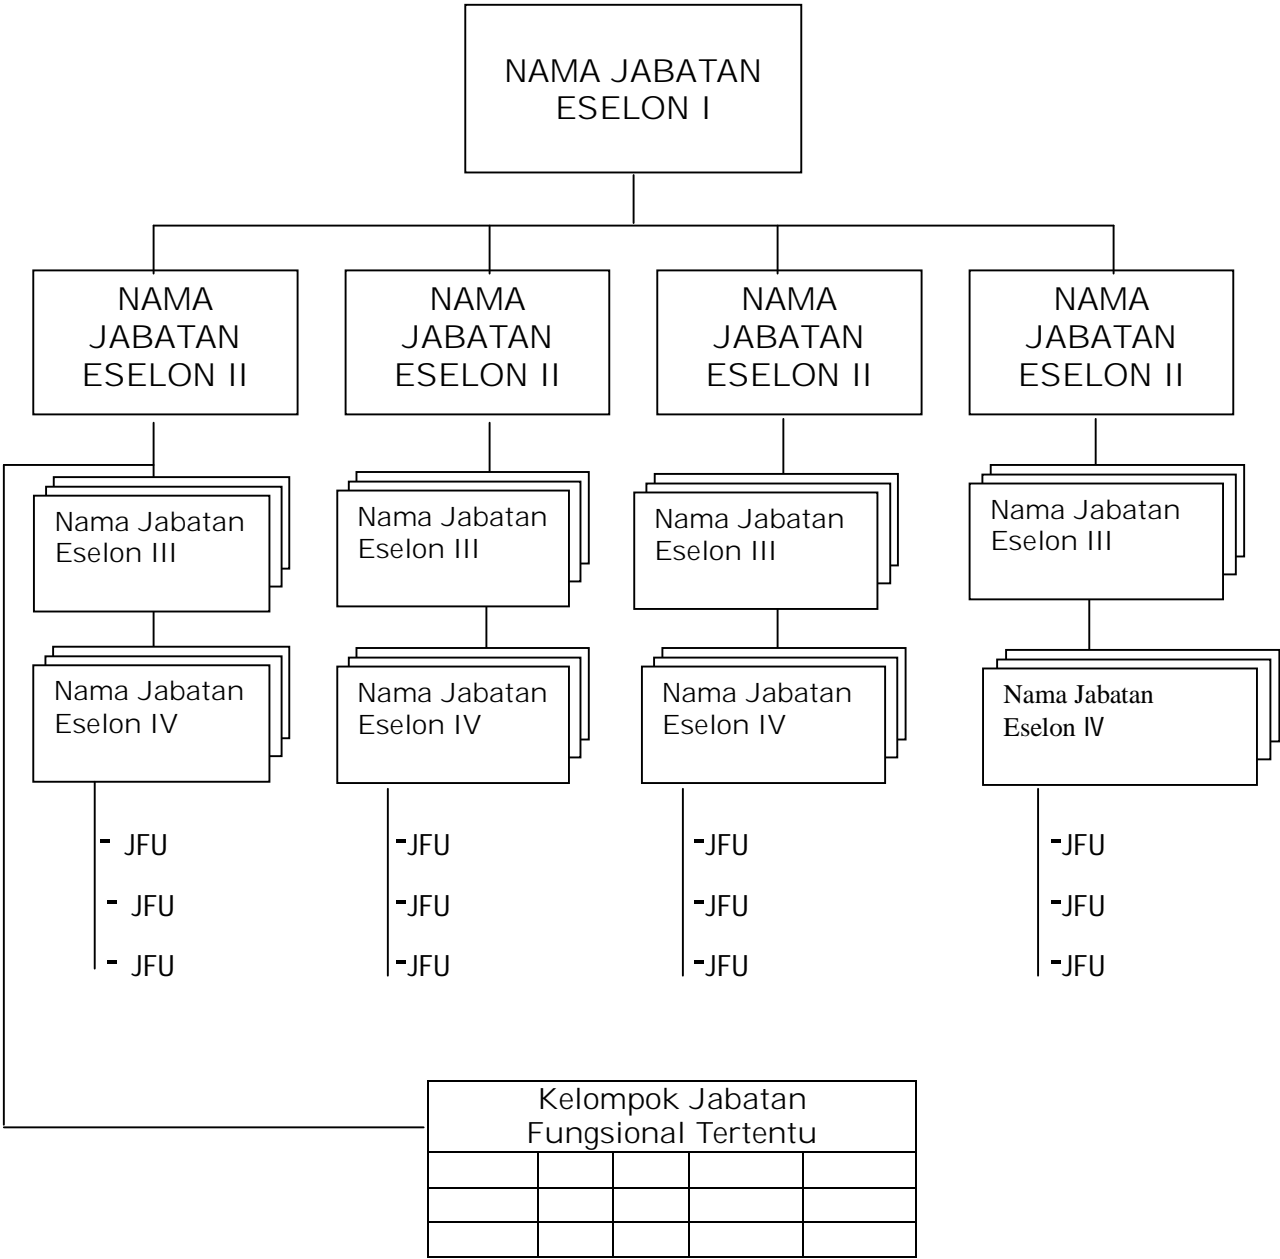 NAMA JABATAN
ESELON I
NAMA
JABATAN
ESELON II
NAMA
JABATAN
ESELON II
NAMA
JABATAN
ESELON II
NAMA
JABATAN
ESELON II
Nama Jabatan
Eselon III
Nama Jabatan
Eselon III
Nama Jabatan
Eselon III
Nama Jabatan
Eselon III
Nama Jabatan
Eselon IV
Nama Jabatan
Eselon IV
Nama Jabatan
Eselon IV
Nama Jabatan
Eselon IV
- JFU
- JFU
- JFU
-JFU
-JFU
-JFU
-JFU
-JFU
-JFU
-JFU
-JFU
-JFU
Kelompok Jabatan
Fungsional Tertentu